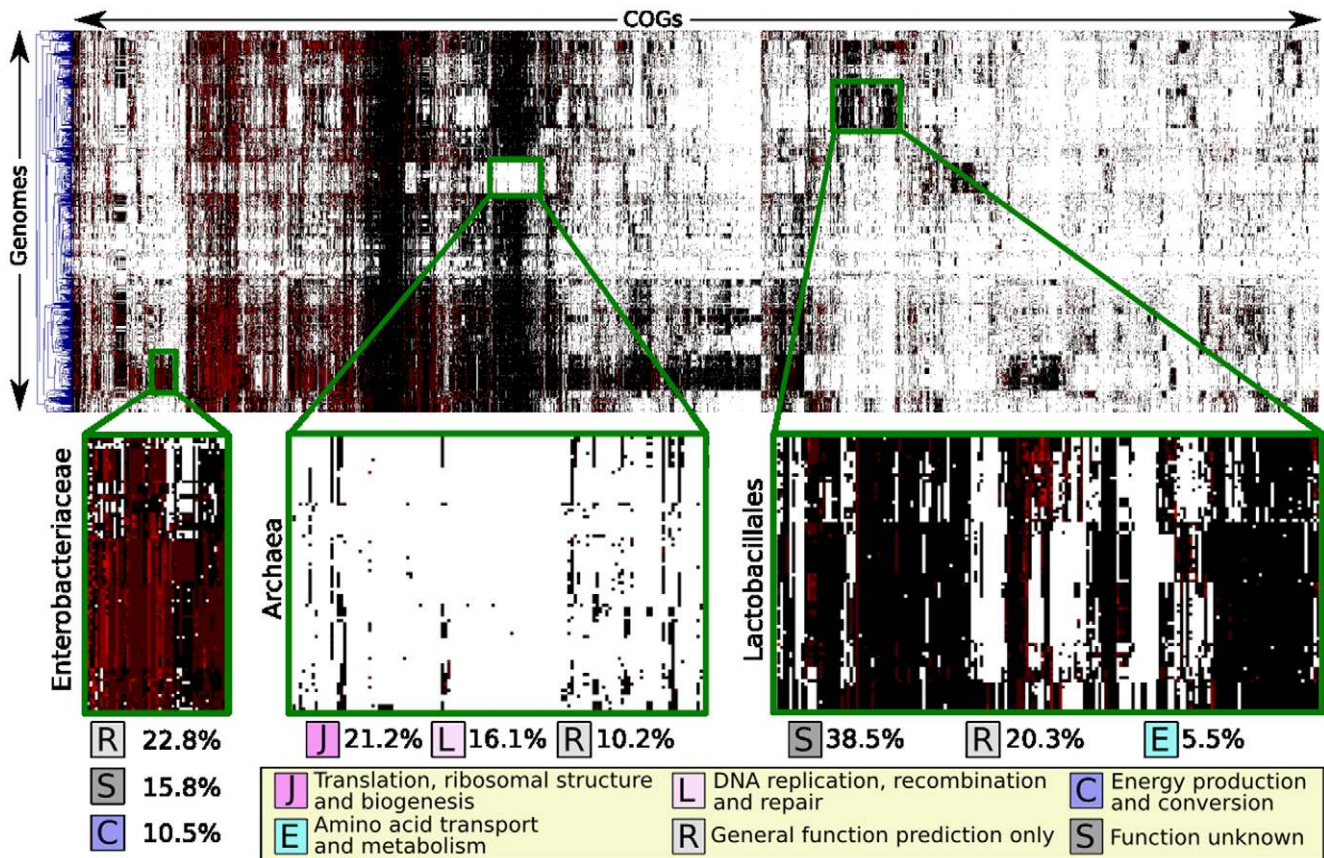 COGs
Genomes
Enterobacteriaceae
Archaea
Lactobacillales
R 22.8%
S 15.8%
C 10.5%
J 21.2% L 16.1% R 10.2%
S 38.5% R 20.3% E 5.5%
J Translation, ribosomal structure
and biogenesis
L DNA replication, recombination
and repair
C Energy production
and conversion
E Amino acid transport
and metabolism
R General function prediction only
S Function unknown